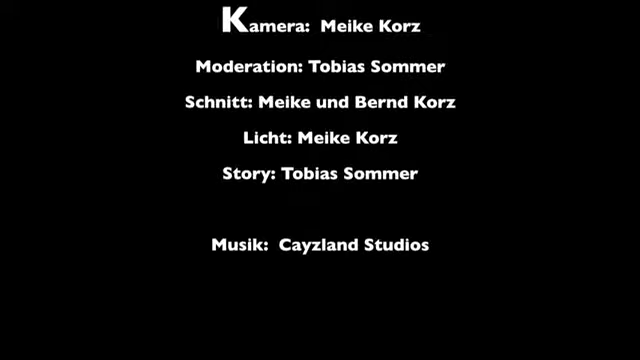 Kamera: Meike Korz
Moderation: Tobias Sommer
Schnitt: Meike und Bernd Korz
Licht: Meike Korz
Story: Tobias Sommer
Musik: Cayzland Studios